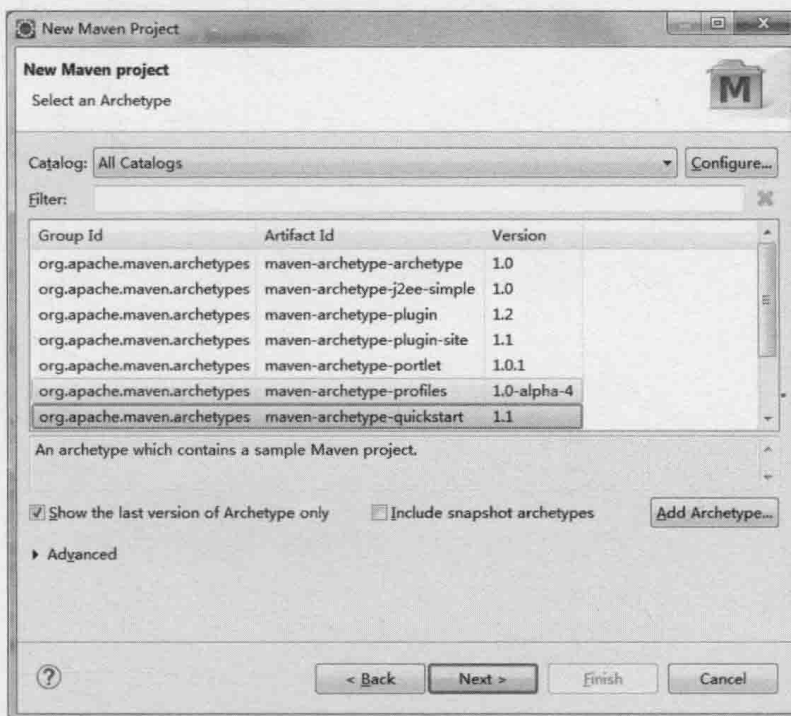 New Maven Project
New Maven project
Select an Archetype
M
Catalog: All Catalogs Configure...
Filter:
Group Id Artifact Id Version
org.apache.maven.archetypes maven-archetype-archetype 1.0
org.apache.maven.archetypes maven-archetype-j2ee-simple 1.0
org.apache.maven.archetypes maven-archetype-plugin 1.2
org.apache.maven.archetypes maven-archetype-plugin-site 1.1
org.apache.maven.archetypes maven-archetype-portlet 1.0.1
org.apache.maven.archetypes maven-archetype-profiles 1.0-alpha-4
org.apache.maven.archetypes maven-archetype-quickstart 1.1
An archetype which contains a sample Maven project.
Show the last version of Archetype only Include snapshot archetypes Add Archetype...
Advanced
? < Back Next > Finish Cancel